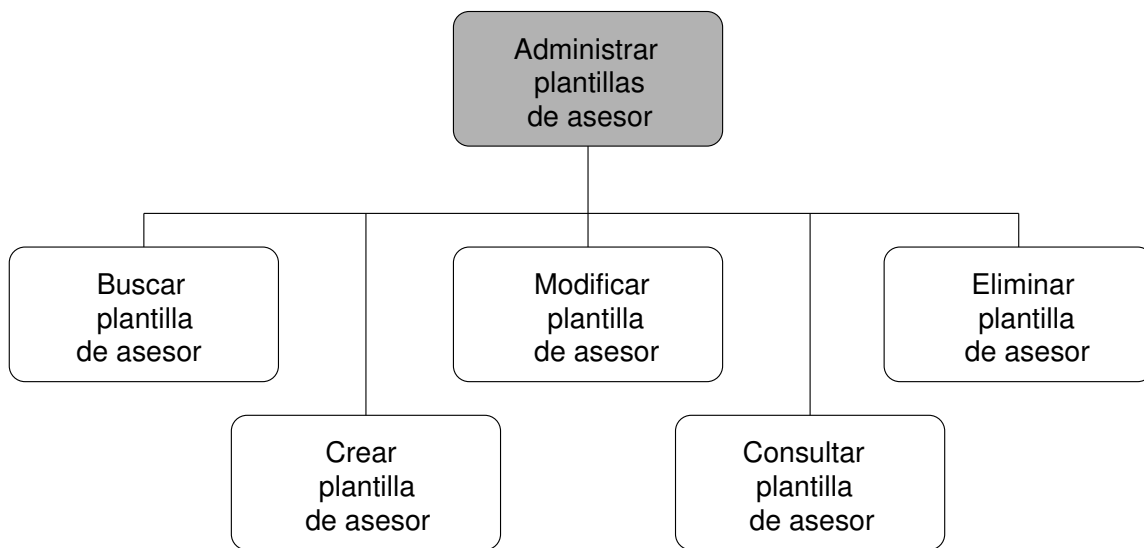 Administrar
plantillas
de asesor
Buscar
plantilla
de asesor
Modificar
plantilla
de asesor
Eliminar
plantilla
de asesor
Crear
plantilla
de asesor
Consultar
plantilla
de asesor